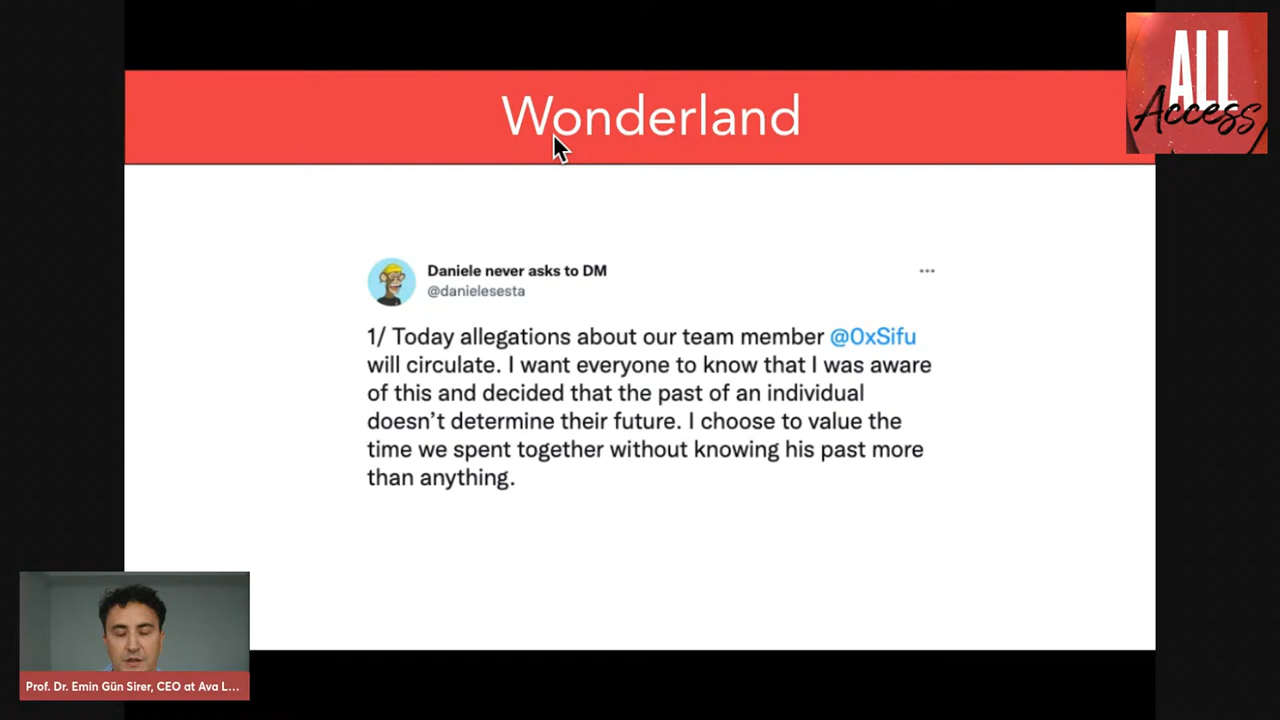 Wonderland
ALL
Access
Daniele never asks to DM
@danielesesta
1/ Today allegations about our team member @0xSifu
will circulate. I want everyone to know that I was aware
of this and decided that the past of an individual
doesn’t determine their future. I choose to value the
time we spent together without knowing his past more
than anything.
Prof. Dr. Emin Gün Sirer, CEO at Ava L...